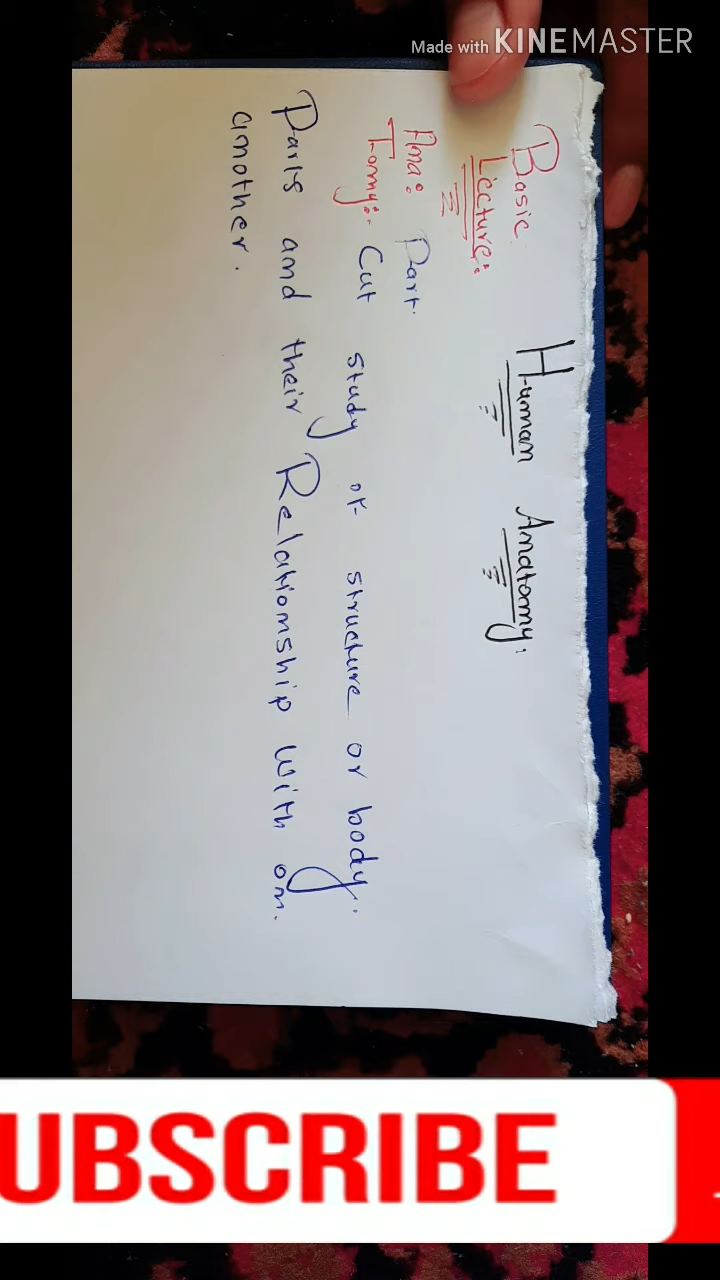 Made with KINEMASTER
Basic Human Anatomy.
Lecture:
Ana: Part.
Tomy:- Cut study of structure or body.
Parts and their Relationship with on.
another.
UBSCRIBE